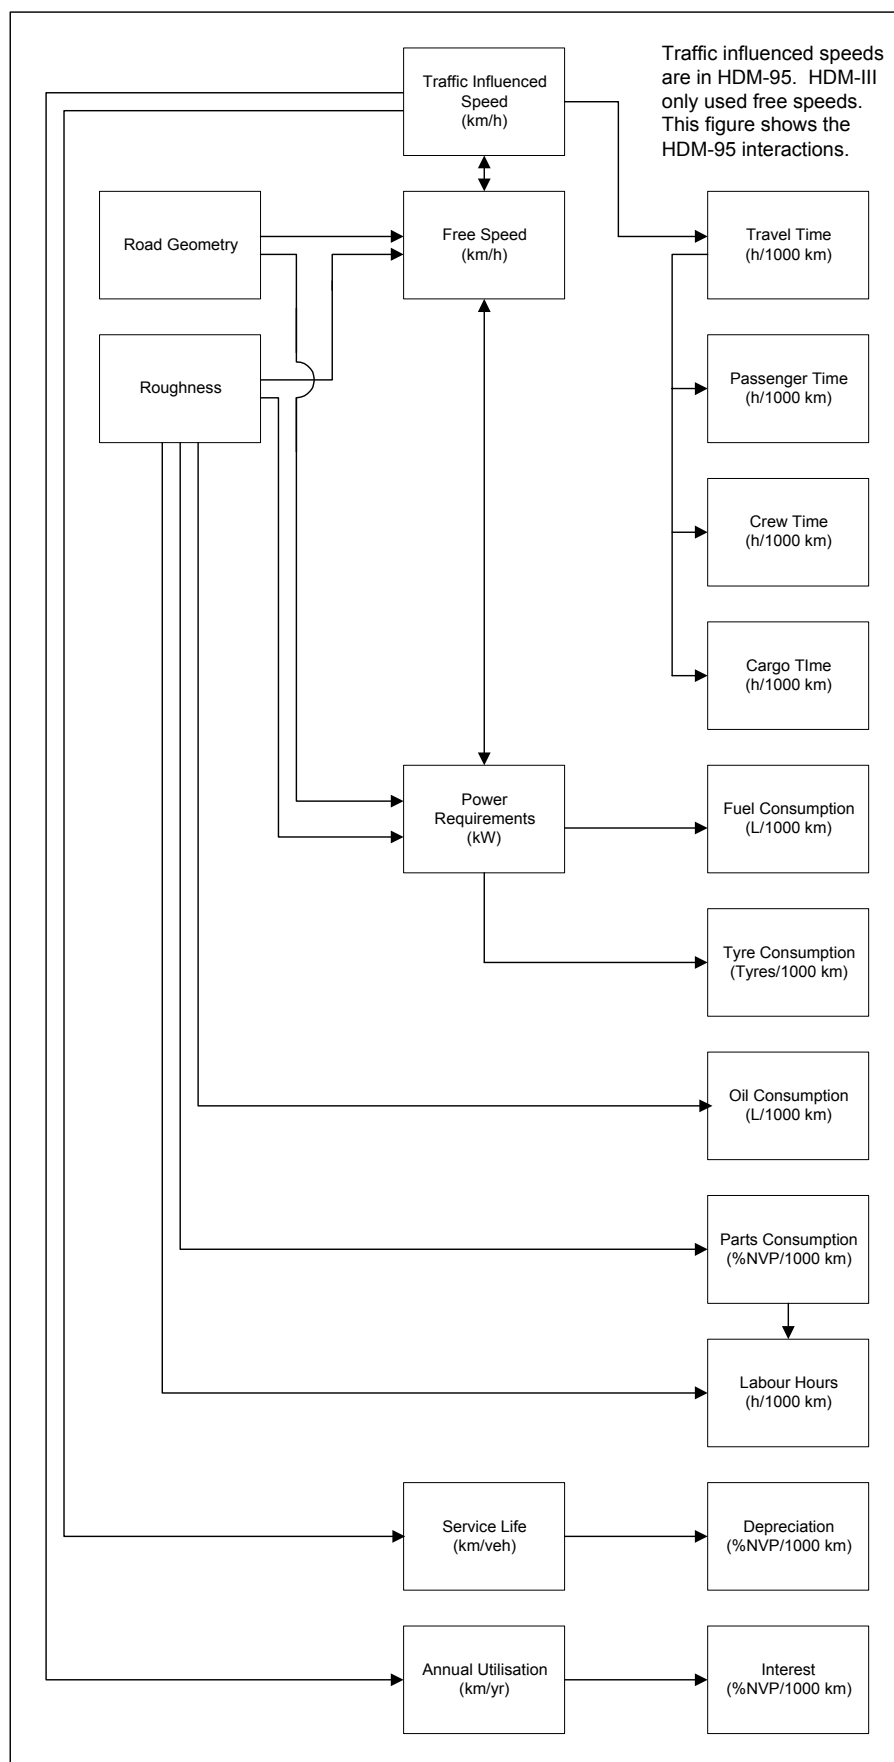 Traffic influenced speeds
are in HDM-95.  HDM-III
only used free speeds.
This figure shows the
HDM-95 interactions.
Traffic Influenced
Speed
(km/h)
Road Geometry
Free Speed
(km/h)
Travel Time
(h/1000 km)
Roughness
Passenger Time
(h/1000 km)
Crew Time
(h/1000 km)
Cargo TIme
(h/1000 km)
Power
Requirements
(kW)
Fuel Consumption
(L/1000 km)
Tyre Consumption
(Tyres/1000 km)
Oil Consumption
(L/1000 km)
Parts Consumption
(%NVP/1000 km)
Labour Hours
(h/1000 km)
Service Life
(km/veh)
Depreciation
(%NVP/1000 km)
Annual Utilisation
(km/yr)
Interest
(%NVP/1000 km)